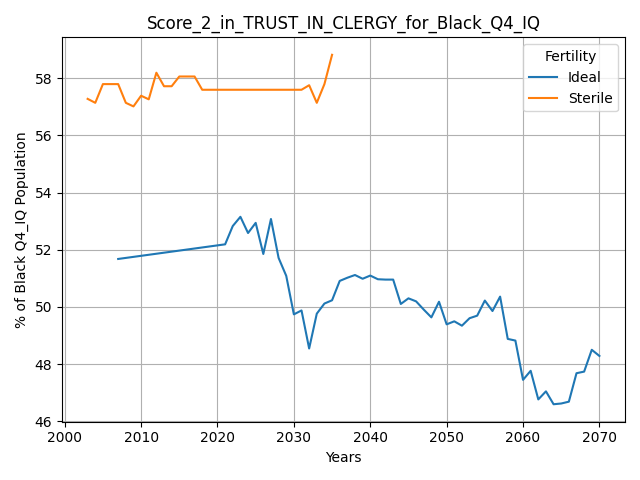 Score_2_in_TRUST_IN_CLERGY_for_Black_Q4_IQ
Fertility
Ideal
Sterile
% of Black Q4_IQ Population
58
56
54
52
50
48
46
2000
2010
2020
2030
2040
2050
2060
2070
Years